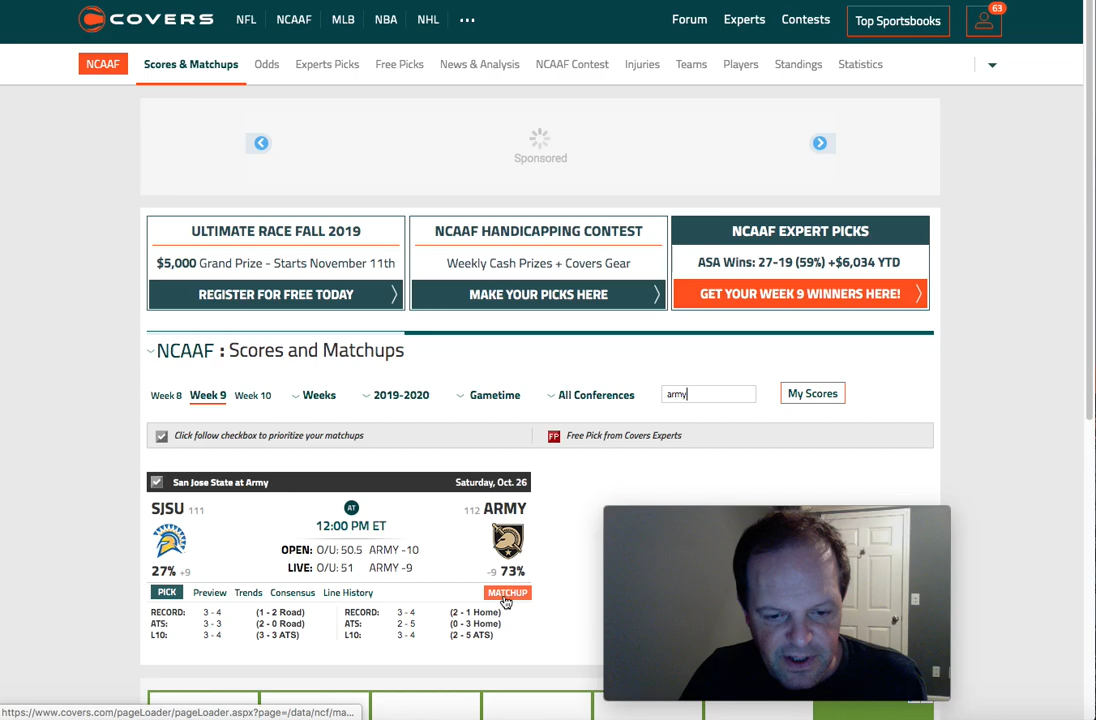 COVERS NFL NCAAF MLB NBA NHL ••• Forum Experts Contests Top Sportsbooks 63
NCAAF Scores & Matchups Odds Experts Picks Free Picks News & Analysis NCAAF Contest Injuries Teams Players Standings Statistics
Sponsored
ULTIMATE RACE FALL 2019 NCAAF HANDICAPPING CONTEST NCAAF EXPERT PICKS
$5,000 Grand Prize - Starts November 11th Weekly Cash Prizes + Covers Gear ASA Wins: 27-19 (59%) +$6,034 YTD
REGISTER FOR FREE TODAY MAKE YOUR PICKS HERE GET YOUR WEEK 9 WINNERS HERE!
NCAAF : Scores and Matchups
Week 8 Week 9 Week 10 Weeks 2019-2020 Gametime All Conferences army My Scores
Click follow checkbox to prioritize your matchups FP Free Pick from Covers Experts
San Jose State at Army Saturday, Oct. 26
SJSU 111 AT 112 ARMY
12:00 PM ET
OPEN: O/U: 50.5 ARMY -10
LIVE: O/U: 51 ARMY -9
27% +9 -9 73%
PICK Preview Trends Consensus Line History MATCHUP
RECORD: 3 - 4 (1 - 2 Road) RECORD: 3 - 4 (2 - 1 Home)
ATS: 3 - 3 (2 - 0 Road) ATS: 2 - 5 (0 - 3 Home)
L10: 3 - 4 (3 - 3 ATS) L10: 3 - 4 (2 - 5 ATS)
https://www.covers.com/pageLoader/pageLoader.aspx?page=/data/ncf/ma...